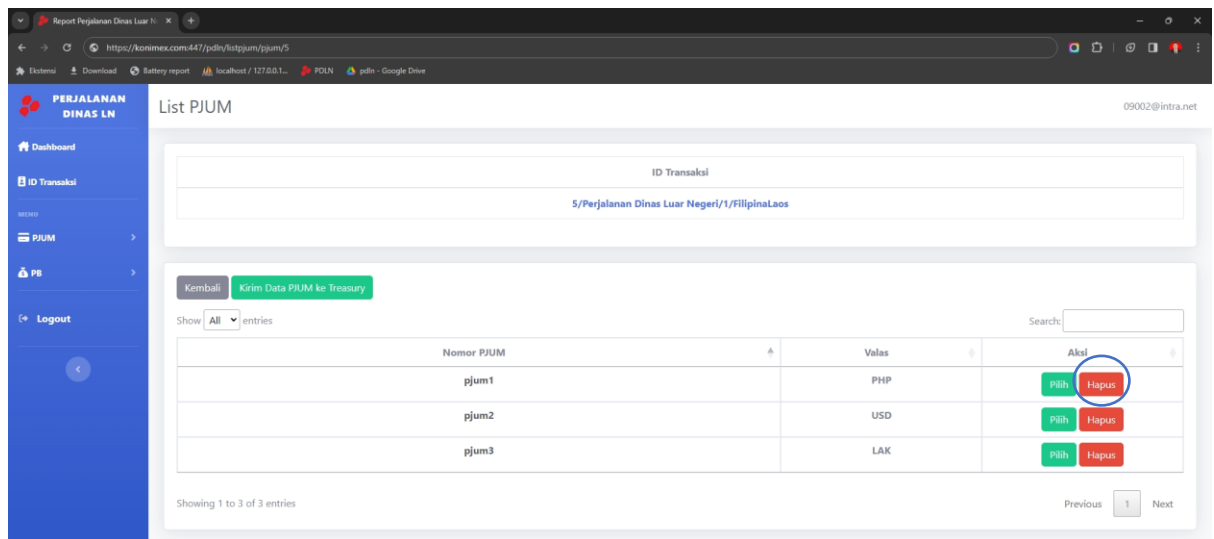 Report Perjalanan Dinas Luar N
https://konimex.com:447/pdln/listpjum/pjum/5
Ekstensi Download Battery report localhost / 127.0.0.1... PDLN pdln - Google Drive
PERJALANAN
DINAS LN
List PJUM
09002@intra.net
Dashboard
ID Transaksi
MENU
PJUM
PB
Logout
ID Transaksi
5/Perjalanan Dinas Luar Negeri/1/FilipinaLaos
Kembali Kirim Data PJUM ke Treasury
Show All entries
Search:
Nomor PJUM Valas Aksi
pjum1 PHP Pilih Hapus
pjum2 USD Pilih Hapus
pjum3 LAK Pilih Hapus
Showing 1 to 3 of 3 entries
Previous 1 Next